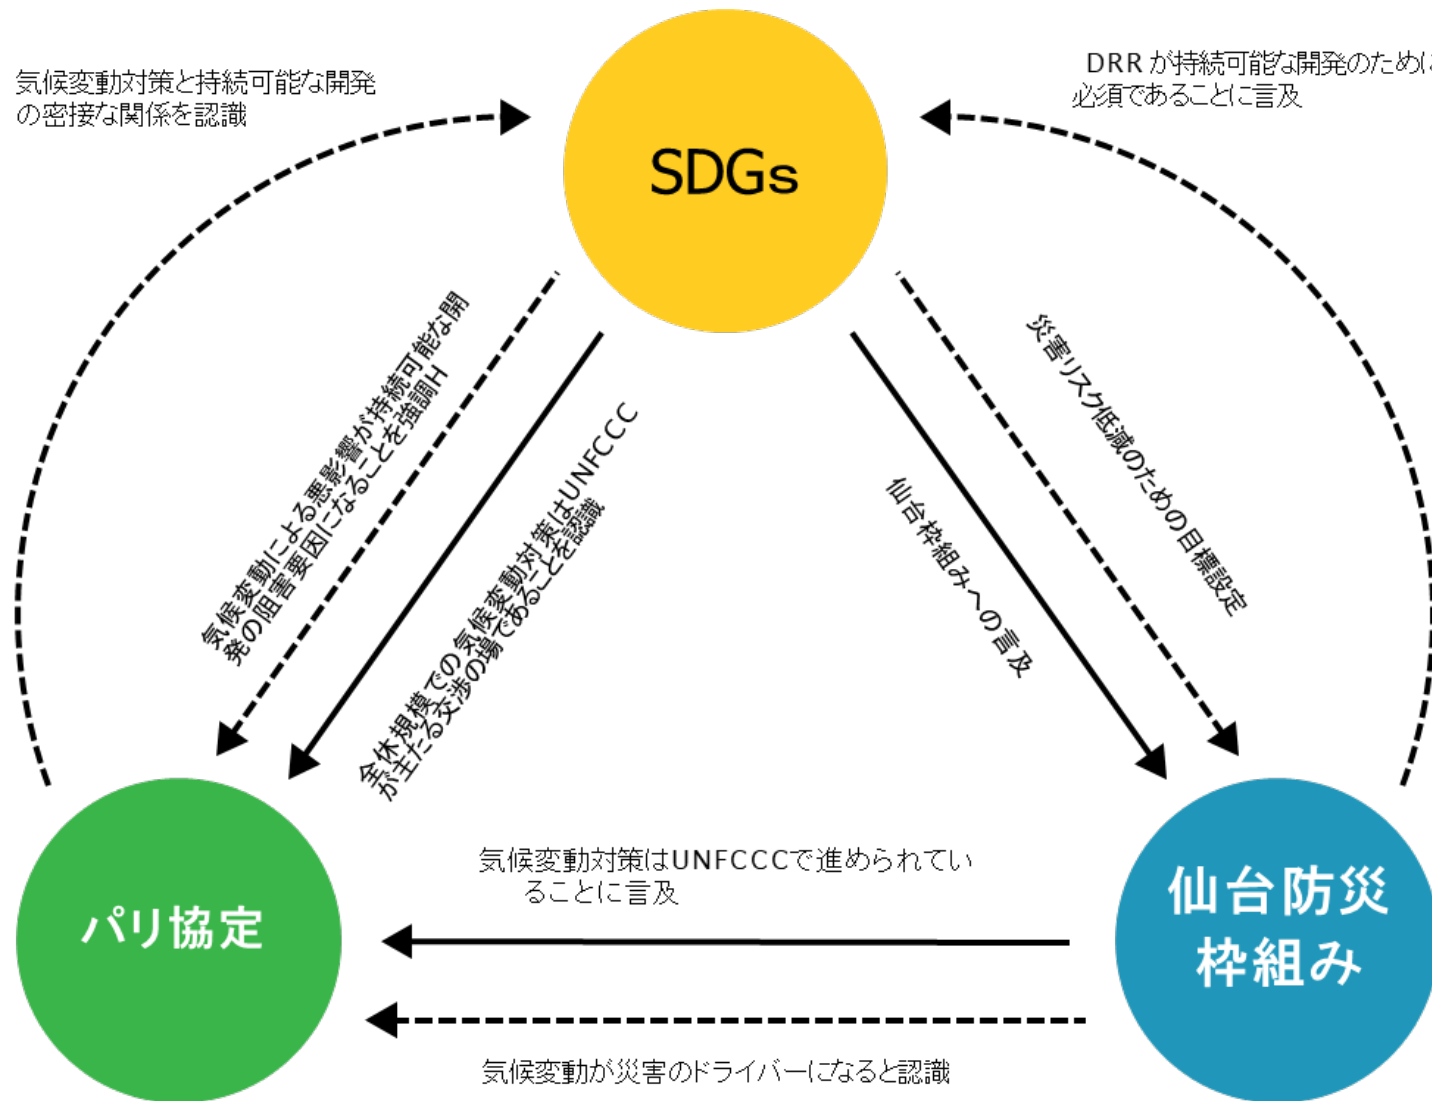 気候変動対策と持続可能な開発
の密接な関係を認識
DRR が持続可能な開発のために
必須であることに言及
SDGs
気候変動による悪影響が持続可能な開
発の阻害要因になることを強調H
全休規模での気候変動対策はUNFCCC
が主たる交渉の場であることを認識
仙台枠組みへの言及
災害リスク低減のための目標設定
気候変動対策はUNFCCCで進められてい
ることに言及
パリ協定
仙台防災
枠組み
気候変動が災害のドライバーになると認識